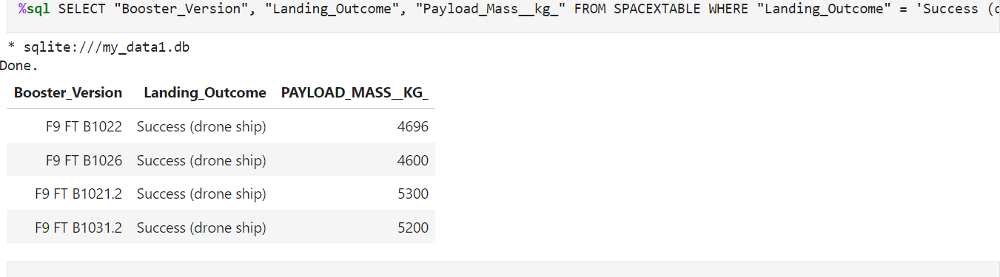 %sql SELECT "Booster_Version", "Landing_Outcome", "Payload_Mass__kg_" FROM SPACEXTABLE WHERE "Landing_Outcome" = 'Success (d
* sqlite:///my_data1.db
Done.
Booster_Version Landing_Outcome PAYLOAD_MASS__KG_
F9 FT B1022 Success (drone ship) 4696
F9 FT B1026 Success (drone ship) 4600
F9 FT B1021.2 Success (drone ship) 5300
F9 FT B1031.2 Success (drone ship) 5200